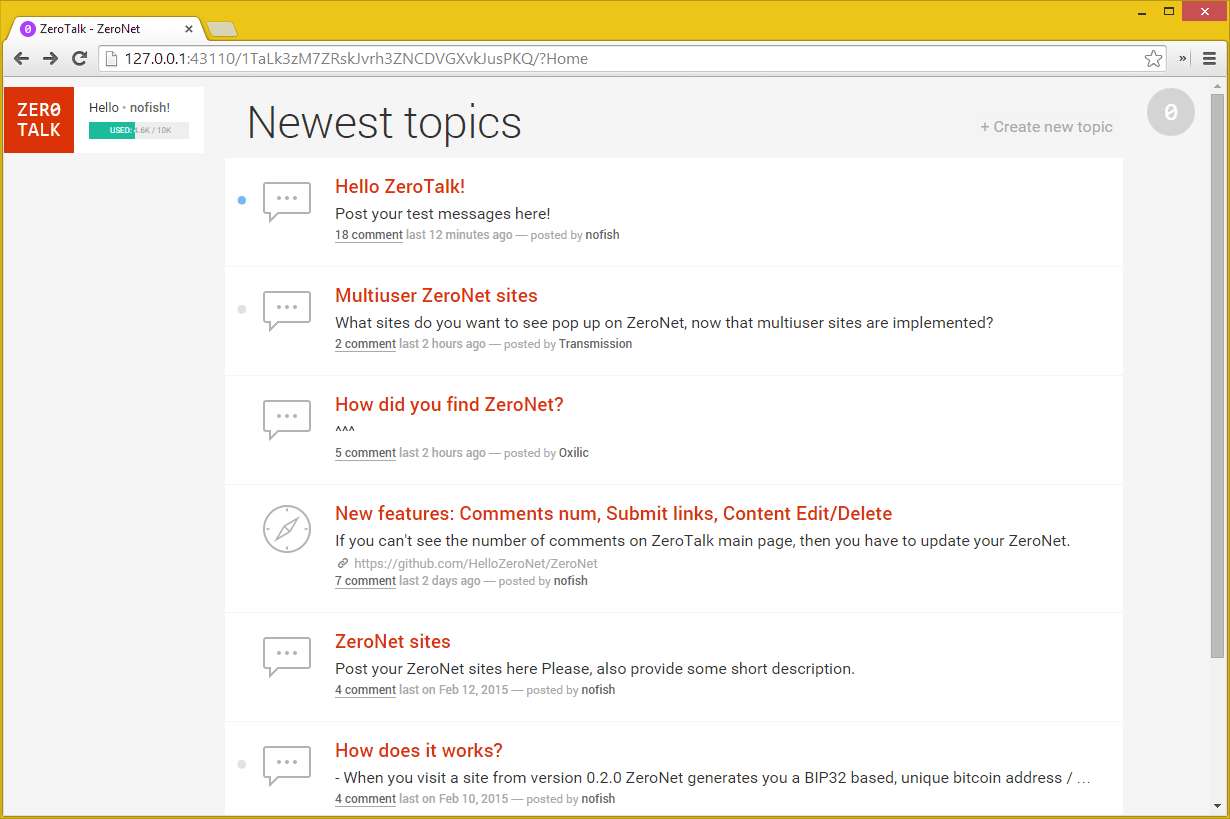 ZeroTalk - ZeroNet
127.0.0.1:43110/1TaLk3zM7ZRskJvrh3ZNCDVGXvkJusPKQ/?Home
ZER0
TALK
Hello • nofish!
USED: 4.6K / 10K
Newest topics
+ Create new topic
0
Hello ZeroTalk!
Post your test messages here!
18 comment last 12 minutes ago — posted by nofish
Multiuser ZeroNet sites
What sites do you want to see pop up on ZeroNet, now that multiuser sites are implemented?
2 comment last 2 hours ago — posted by Transmission
How did you find ZeroNet?
^^^
5 comment last 2 hours ago — posted by Oxilic
New features: Comments num, Submit links, Content Edit/Delete
If you can't see the number of comments on ZeroTalk main page, then you have to update your ZeroNet.
https://github.com/HelloZeroNet/ZeroNet
7 comment last 2 days ago — posted by nofish
ZeroNet sites
Post your ZeroNet sites here Please, also provide some short description.
4 comment last on Feb 12, 2015 — posted by nofish
How does it works?
- When you visit a site from version 0.2.0 ZeroNet generates you a BIP32 based, unique bitcoin address / …
4 comment last on Feb 10, 2015 — posted by nofish